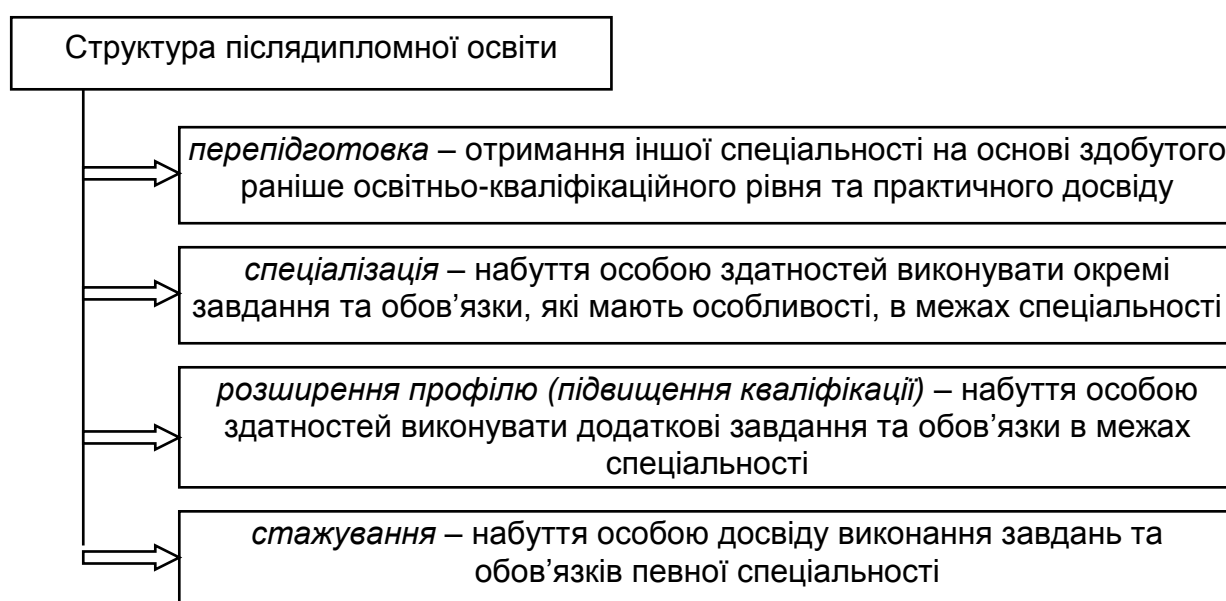 Структура післядипломної освіти
перепідготовка – отримання іншої спеціальності на основі здобутого
раніше освітньо-кваліфікаційного рівня та практичного досвіду
спеціалізація – набуття особою здатностей виконувати окремі
завдання та обов’язки, які мають особливості, в межах спеціальності
розширення профілю (підвищення кваліфікації) – набуття особою
здатностей виконувати додаткові завдання та обов’язки в межах
спеціальності
стажування – набуття особою досвіду виконання завдань та
обов’язків певної спеціальності